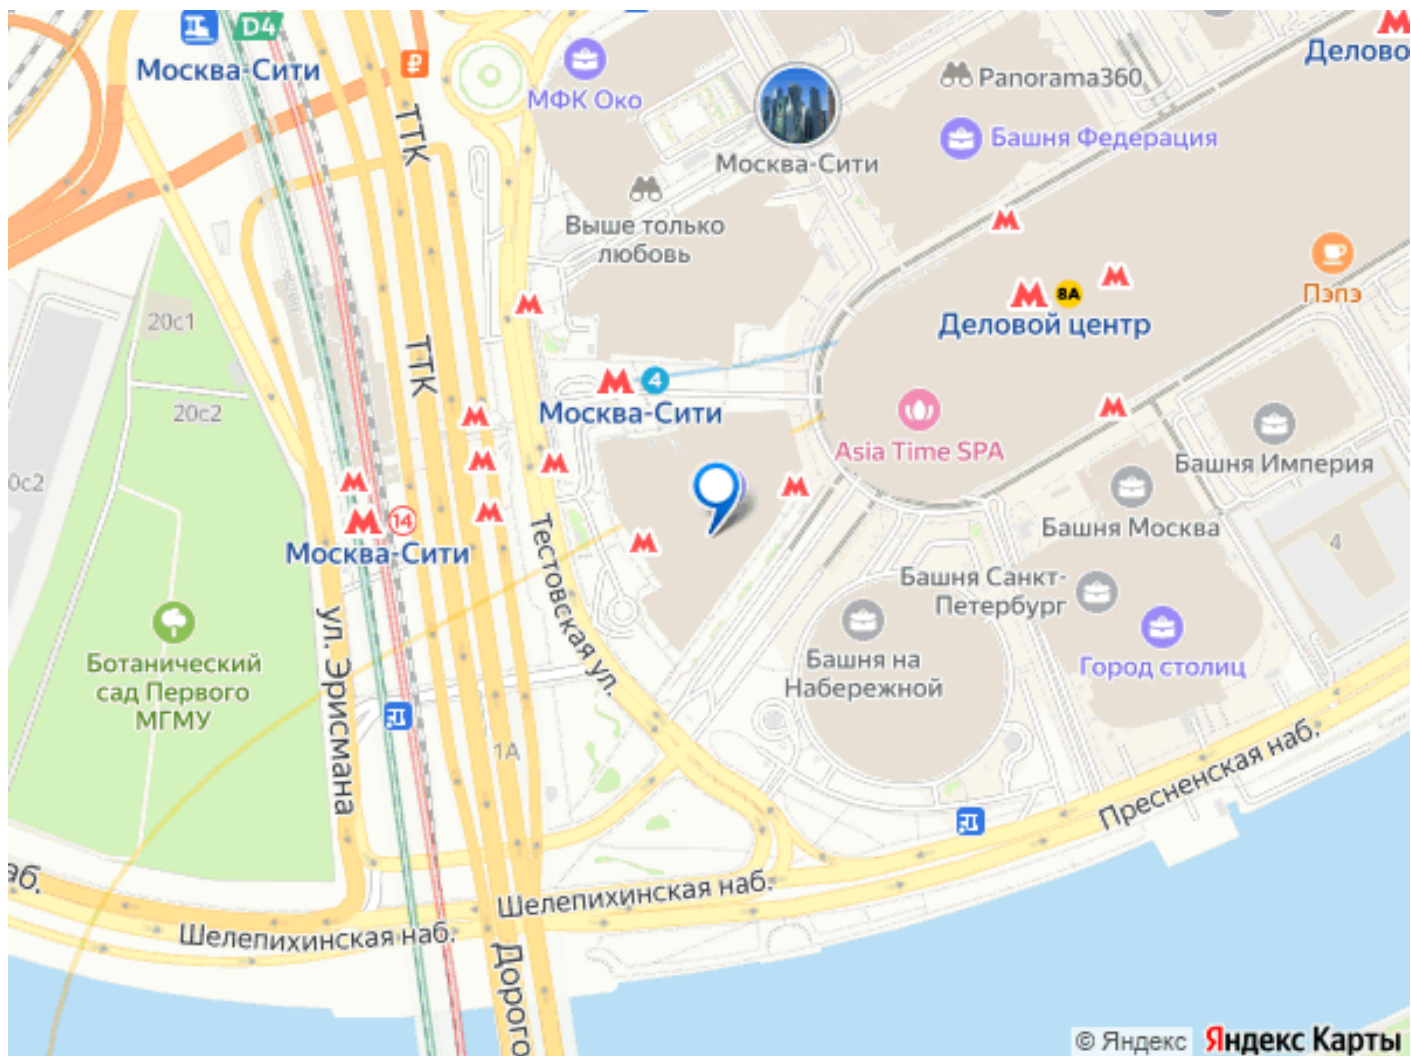 D4
Москва-Сити
₽
МФК Око
Panorama360
Делово
Башня Федерация
Москва-Сити
ТТК
Выше только
любовь
8А
Деловой центр
Пэпэ
20с1
ТТК
4
Москва-Сити
20с2
Asia Time SPA
Башня Империя
0с2
14
Москва-Сити
Башня Москва
4
Тестовская ул.
Башня Санкт-
Петербург
Ботанический
сад Первого
МГМУ
ул. Эрисмана
Башня на
Набережной
Город столиц
1А
Пресненская наб.
аб.
Шелепихинская наб.
Шелепихинская наб.
Дорого
© Яндекс
Яндекс Карты